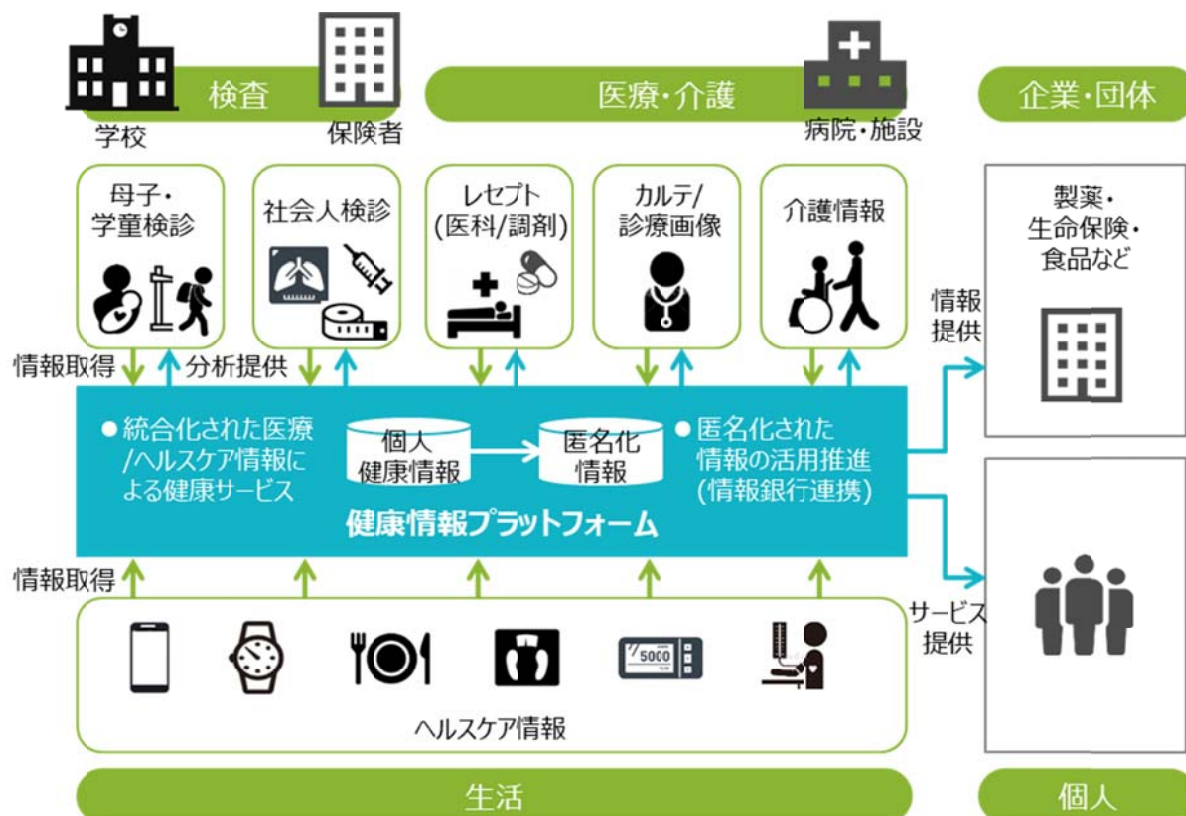 検査
医療・介護
企業・団体
学校
保険者
病院・施設
母子・
学童検診
社会人検診
レセプト
(医科/調剤)
カルテ/
診療画像
介護情報
製薬・
生命保険・
食品など
情報
提供
情報取得
分析提供
● 統合化された医療
/ヘルスケア情報に
よる健康サービス
個人
健康情報
匿名化
情報
● 匿名化された
情報の活用推進
(情報銀行連携)
健康情報プラットフォーム
情報取得
サービス
提供
5000
ヘルスケア情報
生活
個人